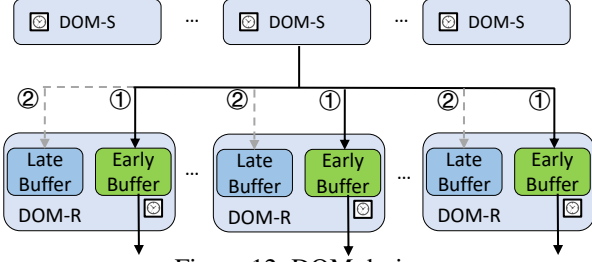 DOM-S ... DOM-S ... DOM-S
② ① ② ① ② ①
Late Buffer Early Buffer ... Late Buffer Early Buffer ... Late Buffer Early Buffer
DOM-R DOM-R DOM-R